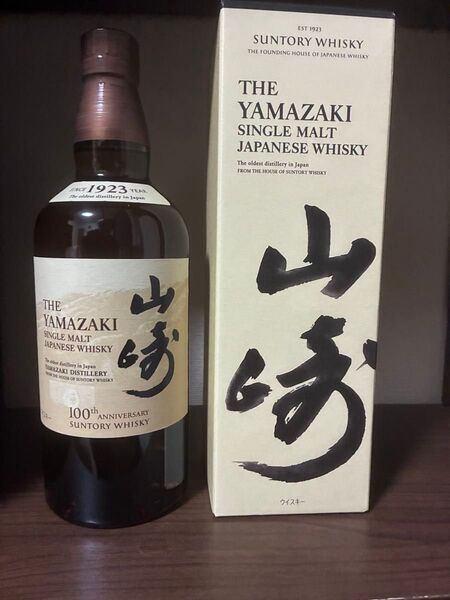 SINCE 1923 YEAR
The oldest distillery in Japan
THE
YAMAZAKI
SINGLE MALT
JAPANESE WHISKY
The oldest distillery in Japan
YAMAZAKI DISTILLERY
FROM THE HOUSE OF SUNTORY WHISKY
山崎
100th ANNIVERSARY
SUNTORY WHISKY
EST 1923
SUNTORY WHISKY
THE FOUNDING HOUSE OF JAPANESE WHISKY
THE
YAMAZAKI
SINGLE MALT
JAPANESE WHISKY
The oldest distillery in Japan
FROM THE HOUSE OF SUNTORY WHISKY
山崎
ウイスキー